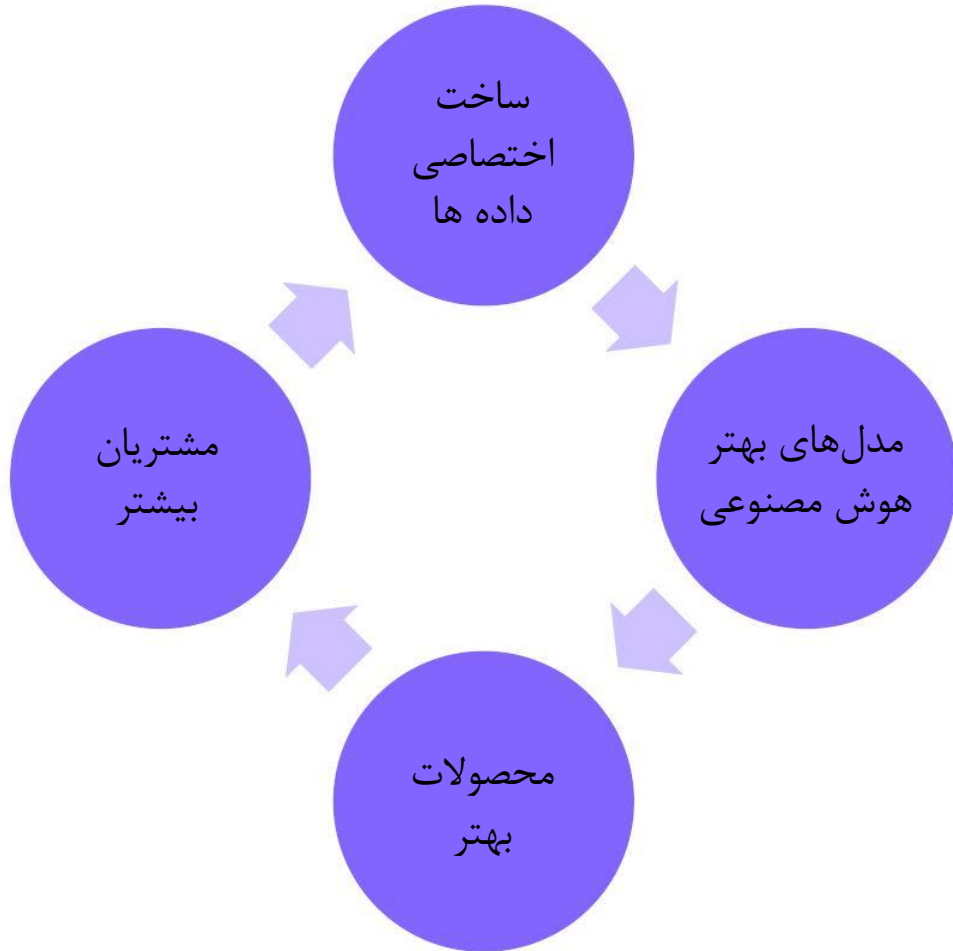 ساخت
اختصاصی
داده ها
مدل‌های بهتر
هوش مصنوعی
محصولات
بهتر
مشتریان
بیشتر